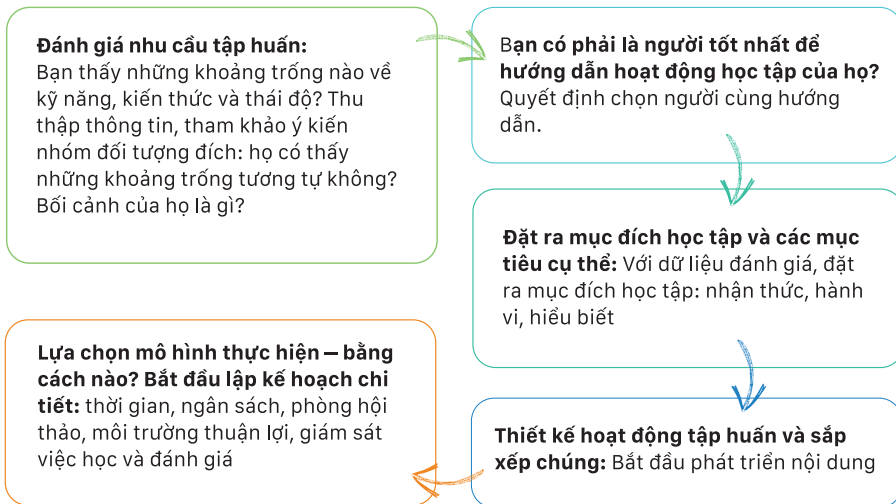 Đánh giá nhu cầu tập huấn:
Bạn thấy những khoảng trống nào về
kỹ năng, kiến thức và thái độ? Thu
thập thông tin, tham khảo ý kiến
nhóm đối tượng đích: họ có thấy
những khoảng trống tương tự không?
Bối cảnh của họ là gì?
Bạn có phải là người tốt nhất để
hướng dẫn hoạt động học tập của họ?
Quyết định chọn người cùng hướng
dẫn.
Đặt ra mục đích học tập và các mục
tiêu cụ thể: Với dữ liệu đánh giá, đặt
ra mục đích học tập: nhận thức, hành
vi, hiểu biết
Thiết kế hoạt động tập huấn và sắp
xếp chúng: Bắt đầu phát triển nội dung
Lựa chọn mô hình thực hiện – bằng
cách nào? Bắt đầu lập kế hoạch chi
tiết: thời gian, ngân sách, phòng hội
thảo, môi trường thuận lợi, giám sát
việc học và đánh giá